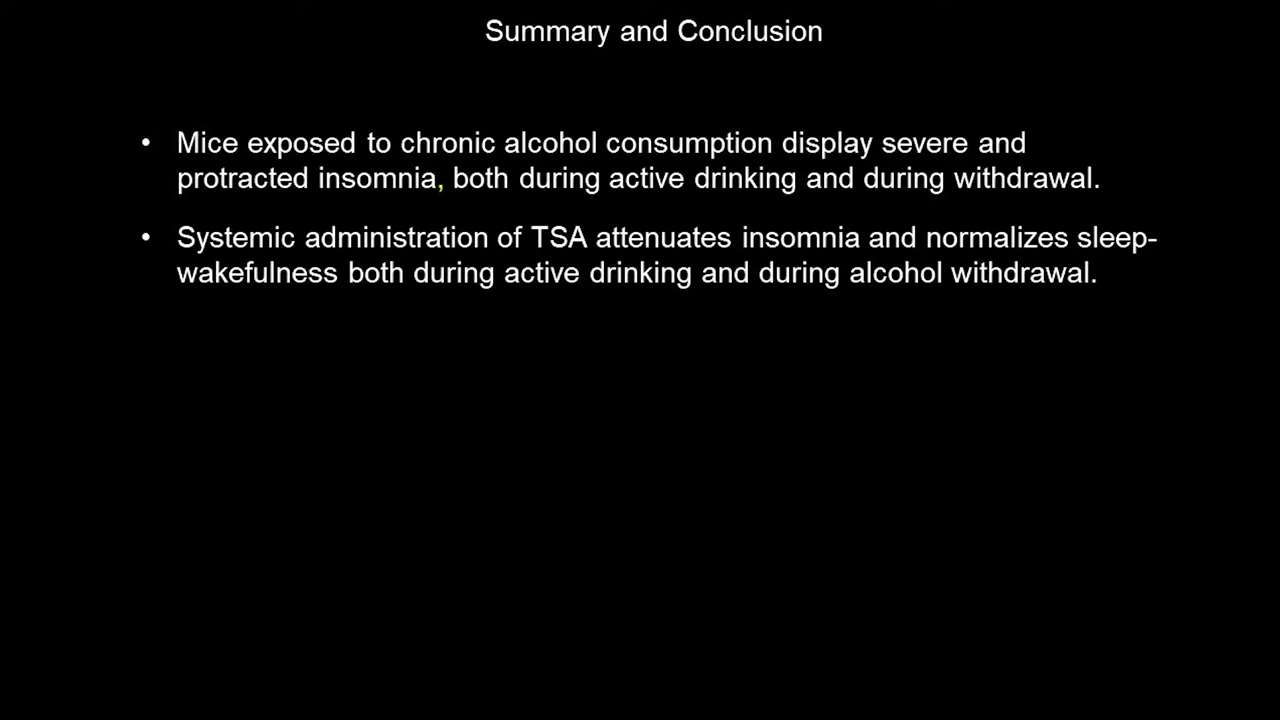 Summary and Conclusion
• Mice exposed to chronic alcohol consumption display severe and
protracted insomnia, both during active drinking and during withdrawal.
• Systemic administration of TSA attenuates insomnia and normalizes sleep-
wakefulness both during active drinking and during alcohol withdrawal.